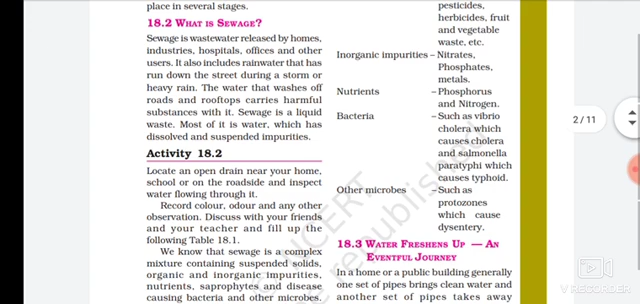 place in several stages.
18.2 WHAT IS SEWAGE?
Sewage is wastewater released by homes,
industries, hospitals, offices and other
users. It also includes rainwater that has
run down the street during a storm or
heavy rain. The water that washes off
roads and rooftops carries harmful
substances with it. Sewage is a liquid
waste. Most of it is water, which has
dissolved and suspended impurities.
Activity 18.2
Locate an open drain near your home,
school or on the roadside and inspect
water flowing through it.
Record colour, odour and any other
observation. Discuss with your friends
and your teacher and fill up the
following Table 18.1.
We know that sewage is a complex
mixture containing suspended solids,
organic and inorganic impurities,
nutrients, saprophytes and disease
causing bacteria and other microbes.
pesticides,
herbicides, fruit
and vegetable
waste, etc.
Inorganic impurities – Nitrates,
Phosphates,
metals.
Nutrients – Phosphorus
and Nitrogen.
Bacteria – Such as vibrio
cholera which
causes cholera
and salmonella
paratyphi which
causes typhoid.
Other microbes – Such as
protozones
which cause
dysentery.
18.3 WATER FRESHENS UP — AN
EVENTFUL JOURNEY
In a home or a public building generally
one set of pipes brings clean water and
another set of pipes takes away
© NCERT
be republished
2 / 11
V RECORDER